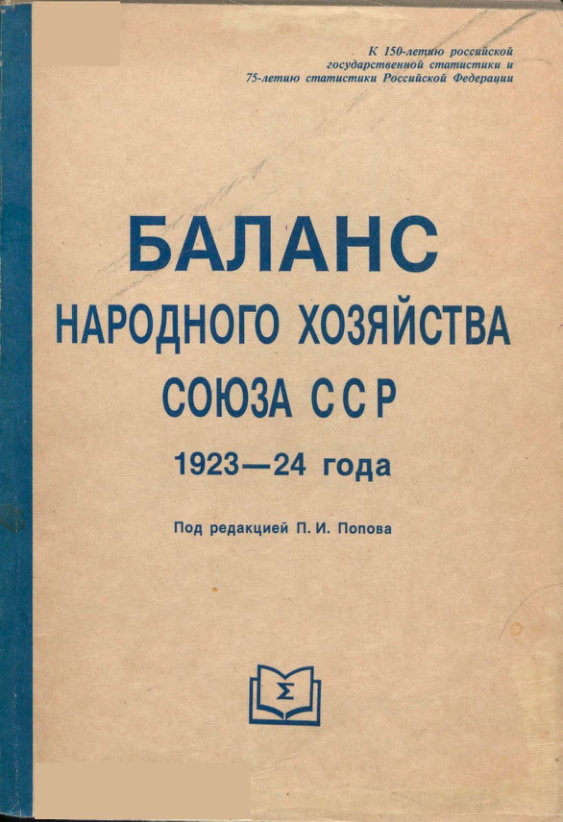 К 150-летию российской
государственной статистики и
75-летию статистики Российской Федерации
БАЛАНС
НАРОДНОГО ХОЗЯЙСТВА
СОЮЗА ССР
1923—24 года
Под редакцией П. И. Попова
Σ